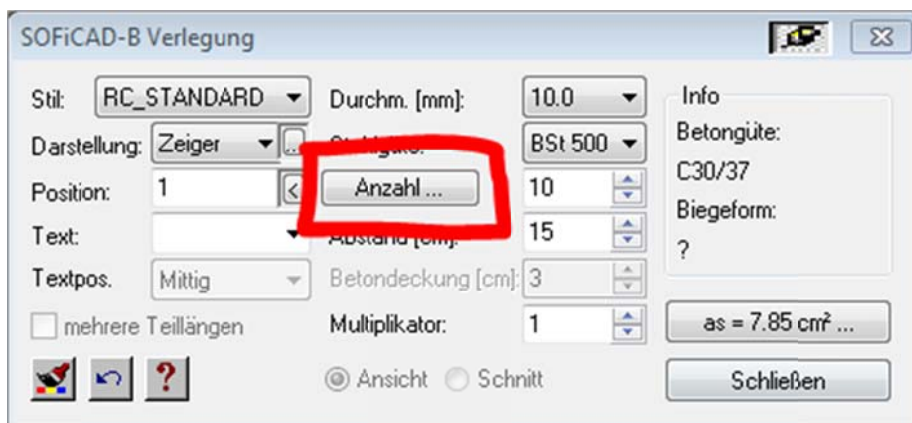 SOFiCAD-B Verlegung
Stil: RC_STANDARD Durchm. [mm]: 10.0 Info
Darstellung: Zeiger ... BSt 500 Betongüte:
Position: 1 < Anzahl ... 10 C30/37
Text: Abstand [cm]: 15 Biegeform:
?
Textpos. Mittig Betondeckung [cm]: 3
mehrere Teillängen Multiplikator: 1 as = 7.85 cm² ...
? Ansicht Schnitt Schließen